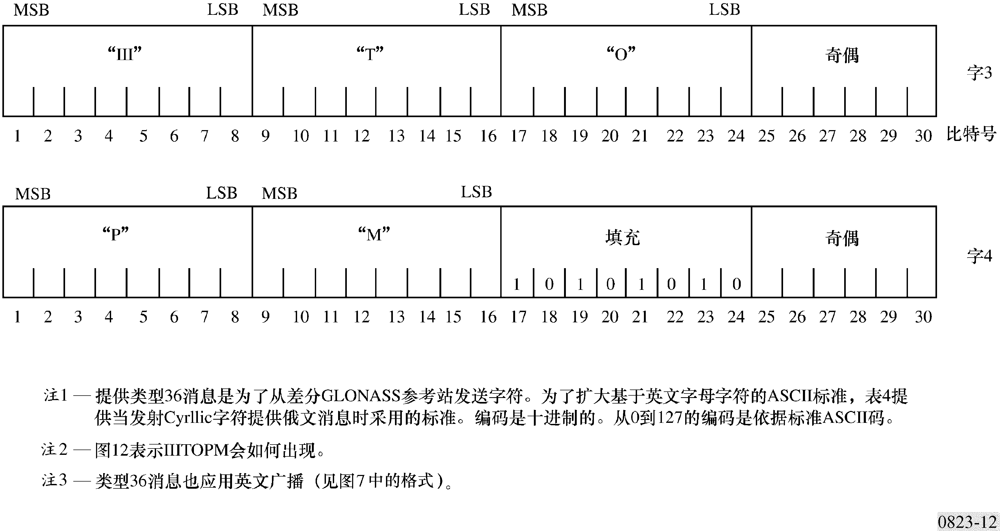 MSB LSB MSB LSB MSB LSB
“III” “T” “O” 奇偶
字3
1 2 3 4 5 6 7 8 9 10 11 12 13 14 15 16 17 18 19 20 21 22 23 24 25 26 27 28 29 30 比特号
MSB LSB MSB LSB
“P” “M” 填充 奇偶
字4
1 0 1 0 1 0 1 0
1 2 3 4 5 6 7 8 9 10 11 12 13 14 15 16 17 18 19 20 21 22 23 24 25 26 27 28 29 30
注1 — 提供类型36消息是为了从差分GLONASS参考站发送字符。为了扩大基于英文字母字符的ASCII标准，表4提
供当发射Cyrllic字符提供俄文消息时采用的标准。编码是十进制的。从0到127的编码是依据标准ASCII码。
注2 — 图12表示IIITOPM会如何出现。
注3 — 类型36消息也应用英文广播（见图7中的格式）。
0823-12